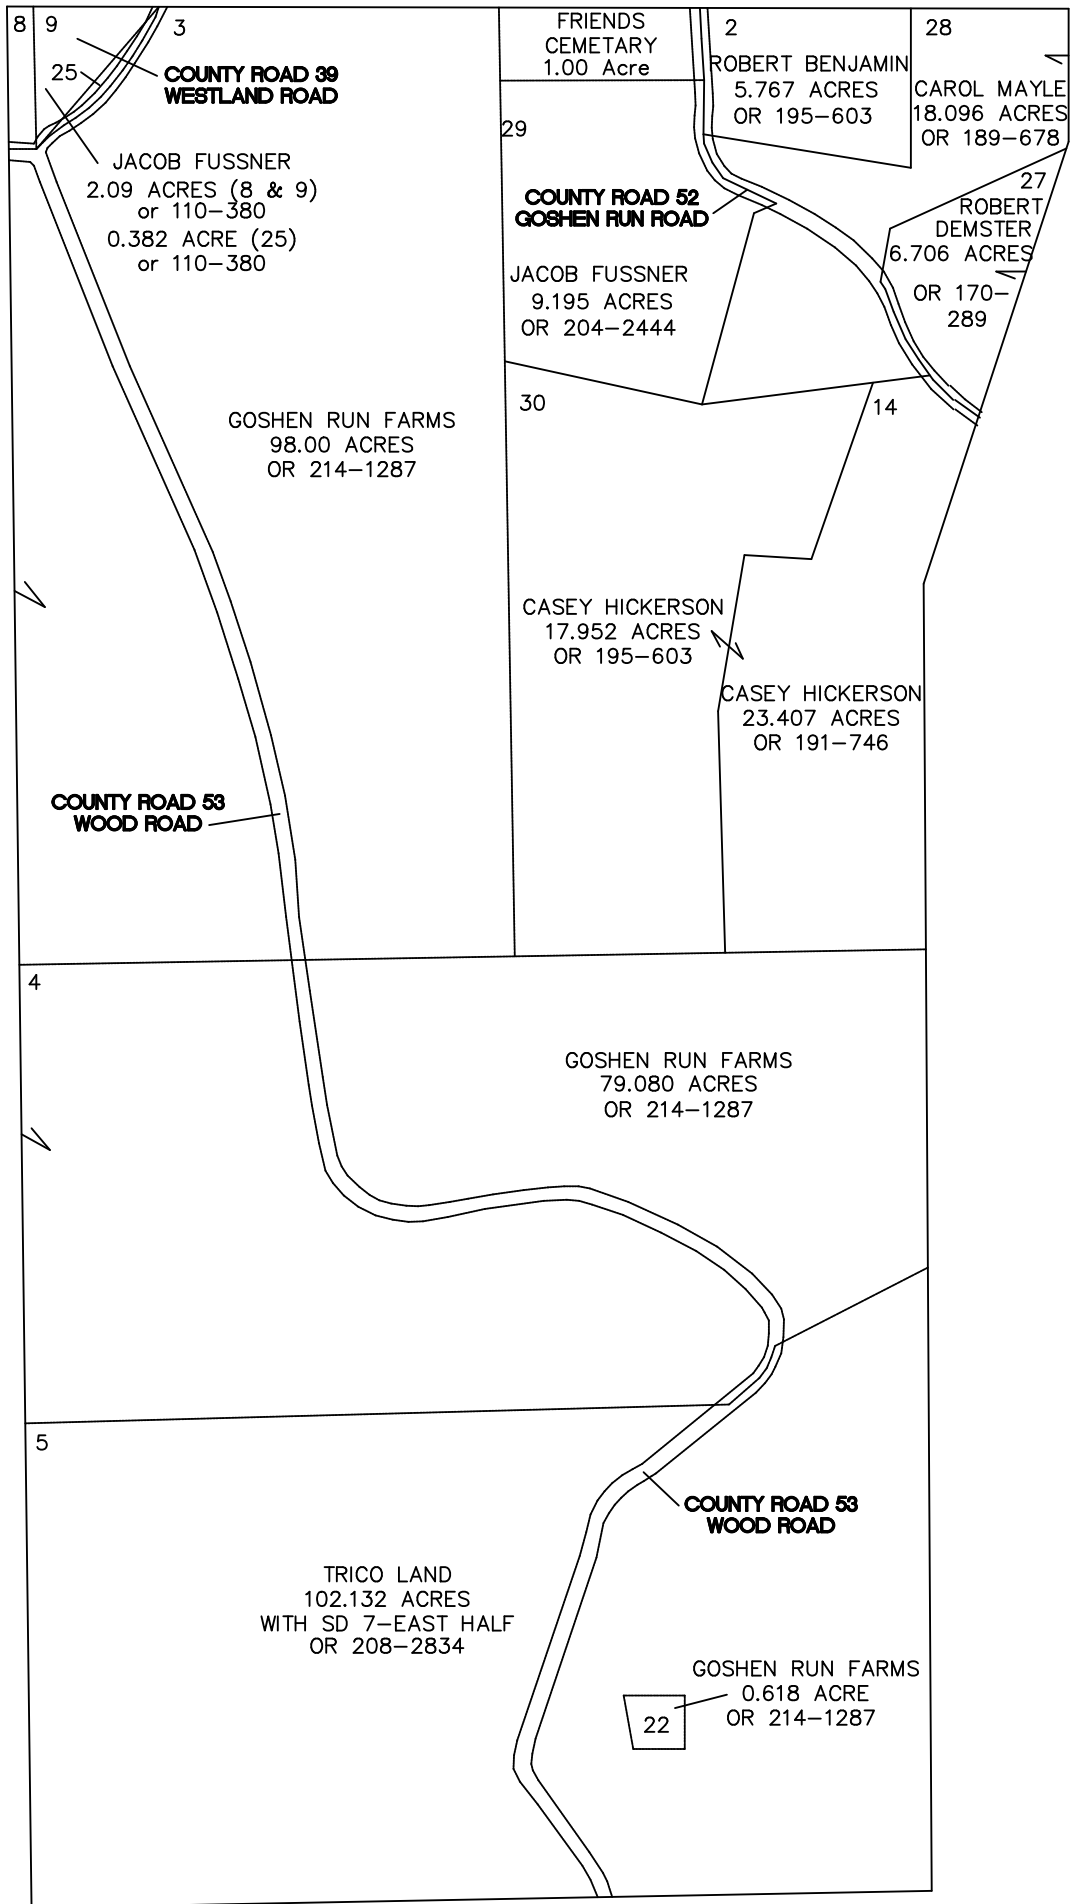 8
9
3
25
COUNTY ROAD 39
WESTLAND ROAD
JACOB FUSSNER
2.09 ACRES (8 & 9)
or 110-380
0.382 ACRE (25)
or 110-380
FRIENDS
CEMETARY
1.00 Acre
2
ROBERT BENJAMIN
5.767 ACRES
OR 195-603
28
CAROL MAYLE
18.096 ACRES
OR 189-678
29
COUNTY ROAD 52
GOSHEN RUN ROAD
27
ROBERT
DEMSTER
6.706 ACRES
OR 170-
289
JACOB FUSSNER
9.195 ACRES
OR 204-2444
30
14
GOSHEN RUN FARMS
98.00 ACRES
OR 214-1287
CASEY HICKERSON
17.952 ACRES
OR 195-603
CASEY HICKERSON
23.407 ACRES
OR 191-746
COUNTY ROAD 53
WOOD ROAD
4
GOSHEN RUN FARMS
79.080 ACRES
OR 214-1287
5
COUNTY ROAD 53
WOOD ROAD
TRICO LAND
102.132 ACRES
WITH SD 7-EAST HALF
OR 208-2834
GOSHEN RUN FARMS
0.618 ACRE
OR 214-1287
22